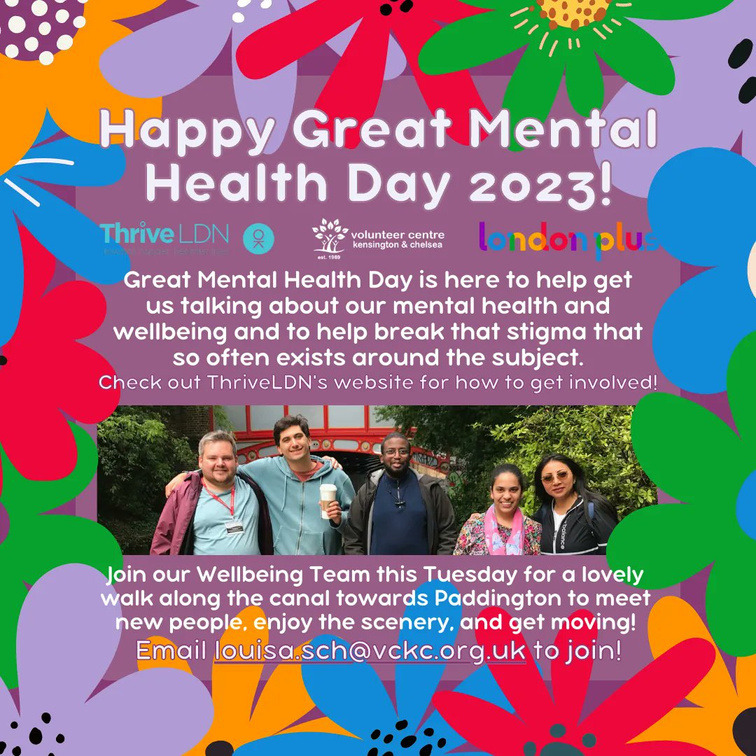 Happy Great Mental
Health Day 2023!
Thrive LDN
volunteer centre
kensington & chelsea
est. 1989
london plus
Great Mental Health Day is here to help get
us talking about our mental health and
wellbeing and to help break that stigma that
so often exists around the subject.
Check out ThriveLDN's website for how to get involved!
Join our Wellbeing Team this Tuesday for a lovely
walk along the canal towards Paddington to meet
new people, enjoy the scenery, and get moving!
Email louisa.sch@vckc.org.uk to join!